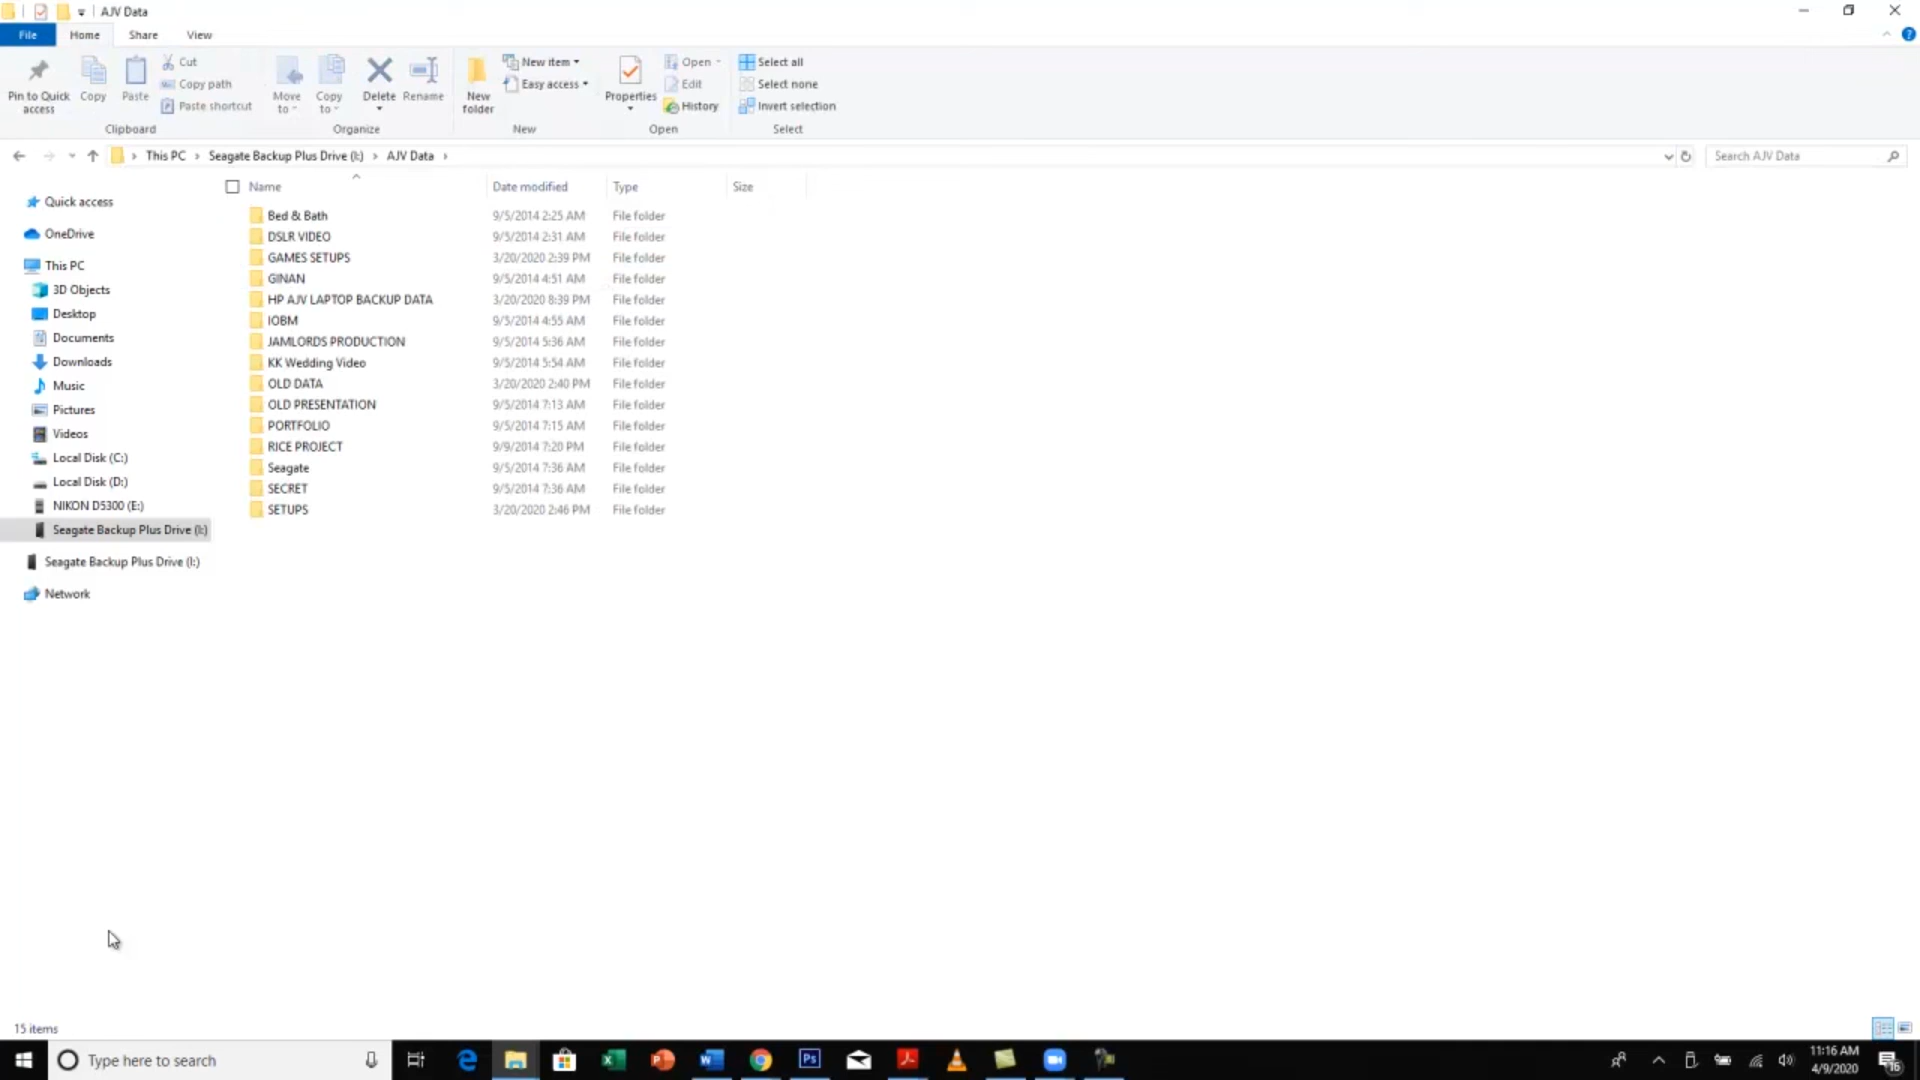 AJV Data
File Home Share View
Pin to Quick access Copy Paste Cut Copy path Paste shortcut Move to Copy to Delete Rename New folder New item Easy access Properties Open Edit History Select all Select none Invert selection
Clipboard Organize New Open Select
This PC Seagate Backup Plus Drive (I:) AJV Data Search AJV Data
Name Date modified Type Size
Bed & Bath 9/5/2014 2:25 AM File folder
DSLR VIDEO 9/5/2014 2:31 AM File folder
GAMES SETUPS 3/20/2020 2:39 PM File folder
GINAN 9/5/2014 4:51 AM File folder
HP AJV LAPTOP BACKUP DATA 3/20/2020 8:39 PM File folder
IOBM 9/5/2014 4:55 AM File folder
JAMLORDS PRODUCTION 9/5/2014 5:36 AM File folder
KK Wedding Video 9/5/2014 5:54 AM File folder
OLD DATA 3/20/2020 2:40 PM File folder
OLD PRESENTATION 9/5/2014 7:13 AM File folder
PORTFOLIO 9/5/2014 7:15 AM File folder
RICE PROJECT 9/9/2014 7:20 PM File folder
Seagate 9/5/2014 7:36 AM File folder
SECRET 9/5/2014 7:36 AM File folder
SETUPS 3/20/2020 2:46 PM File folder
Quick access
OneDrive
This PC
3D Objects
Desktop
Documents
Downloads
Music
Pictures
Videos
Local Disk (C:)
Local Disk (D:)
NIKON D5300 (E:)
Seagate Backup Plus Drive (I:)
Seagate Backup Plus Drive (I:)
Network
15 items
Type here to search
Ps
11:16 AM
4/9/2020
16